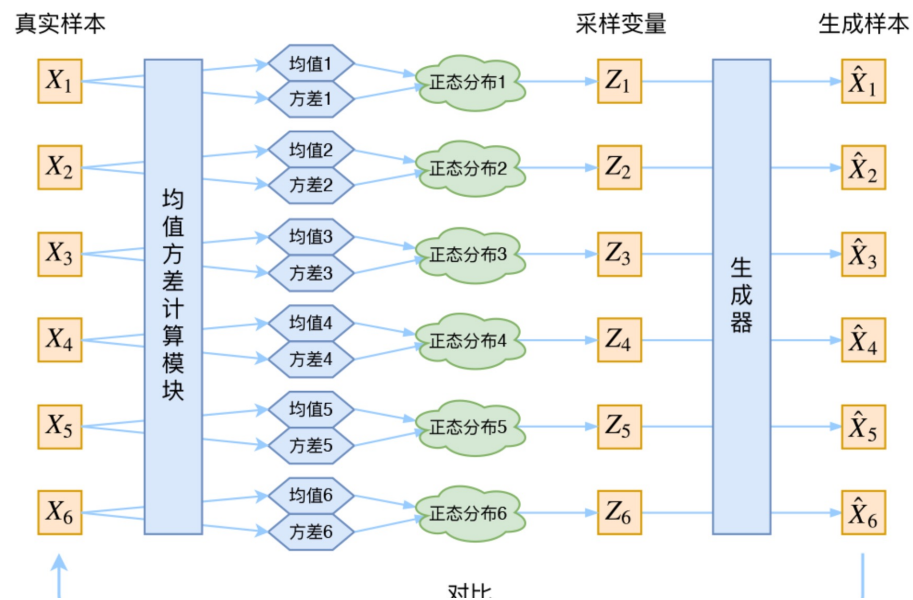 真实样本 采样变量 生成样本
X₁ 均值1 方差1 正态分布1 Z₁ X̂₁
X₂ 均值2 方差2 正态分布2 Z₂ X̂₂
X₃ 均值3 方差3 正态分布3 Z₃ X̂₃
X₄ 均值4 方差4 正态分布4 Z₄ X̂₄
X₅ 均值5 方差5 正态分布5 Z₅ X̂₅
X₆ 均值6 方差6 正态分布6 Z₆ X̂₆
均值方差计算模块
生成器
对比